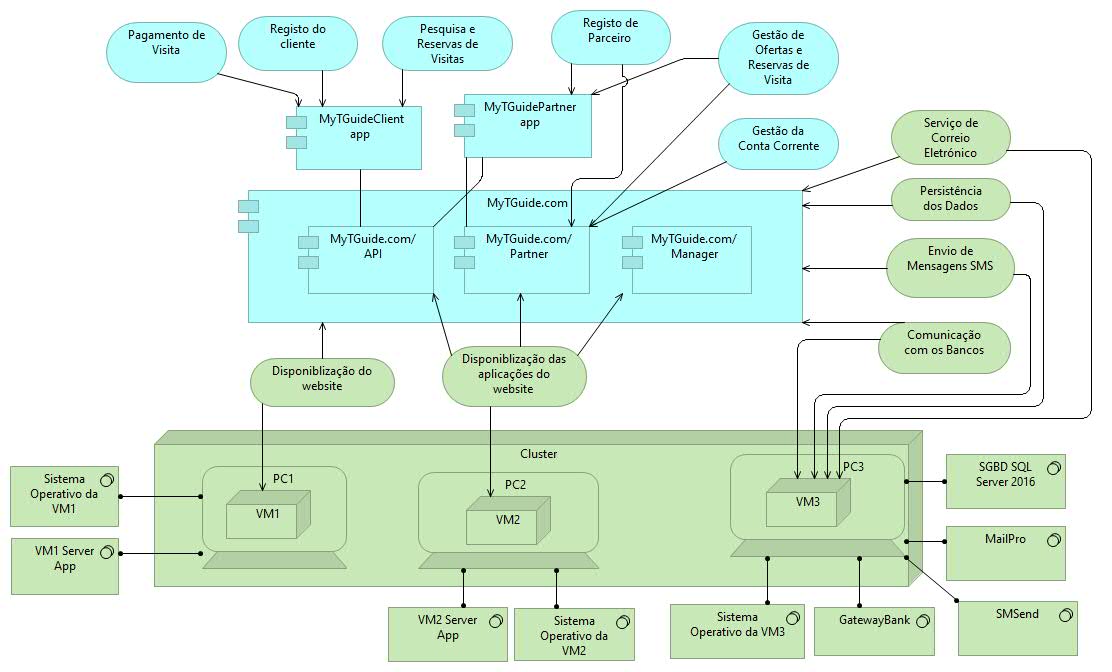 Pagamento de
Visita
Registo do
cliente
Pesquisa e
Reservas de
Visitas
Registo de
Parceiro
Gestão de
Ofertas e
Reservas de
Visita
MyTGuideClient
app
MyTGuidePartner
app
Gestão da
Conta Corrente
Serviço de
Correio
Eletrónico
Persistência
dos Dados
MyTGuide.com
MyTGuide.com/
API
MyTGuide.com/
Partner
MyTGuide.com/
Manager
Envio de
Mensagens SMS
Comunicação
com os Bancos
Disponiblização do
website
Disponiblização das
aplicações do
website
Cluster
PC1
VM1
PC2
VM2
PC3
VM3
Sistema
Operativo da
VM1
VM1 Server
App
SGBD SQL
Server 2016
MailPro
VM2 Server
App
Sistema
Operativo da
VM2
Sistema
Operativo da VM3
GatewayBank
SMSend